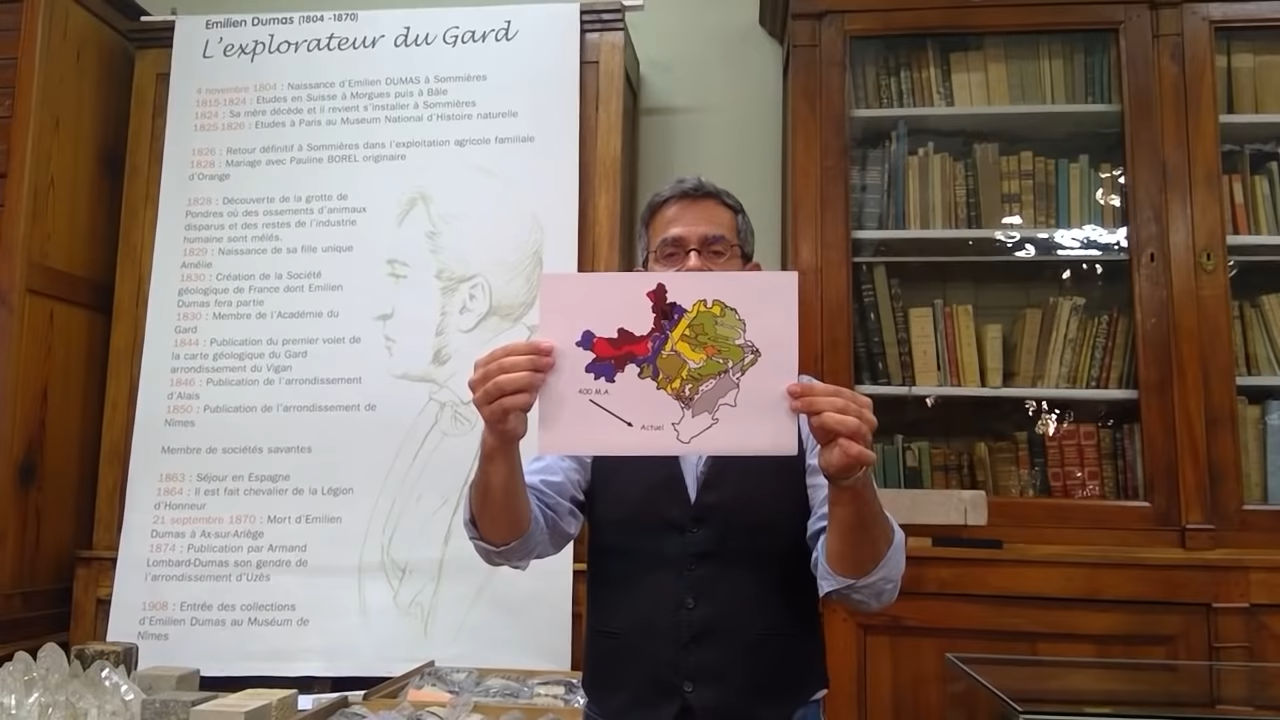 Emilien Dumas (1804 -1870)
L'explorateur du Gard
4 novembre 1804 : Naissance d'Emilien DUMAS à Sommières
1815-1824 : Etudes en Suisse à Morgues puis à Bâle
1824 : Sa mère décède et il revient s'installer à Sommières
1825-1826 : Etudes à Paris au Museum National d'Histoire naturelle
1826 : Retour définitif à Sommières dans l'exploitation agricole familiale
1828 : Mariage avec Pauline BOREL originaire
d'Orange
1828 : Découverte de la grotte de
Pondres où des ossements d'animaux
disparus et des restes de l'industrie
humaine sont mêlés.
1829 : Naissance de sa fille unique
Amélie
1830 : Création de la Société
géologique de France dont Emilien
Dumas fera partie
1830 : Membre de l'Académie du
Gard
1844 : Publication du premier volet de
la carte géologique du Gard
arrondissement du Vigan
1846 : Publication de l'arrondissement
d'Alais
1850 : Publication de l'arrondissement de
Nîmes
Membre de sociétés savantes
1863 : Séjour en Espagne
1864 : Il est fait chevalier de la Légion
d'Honneur
21 septembre 1870 : Mort d'Emilien
Dumas à Ax-sur-Ariège
1874 : Publication par Armand
Lombard-Dumas son gendre de
l'arrondissement d'Uzès
1908 : Entrée des collections
d'Emilien Dumas au Muséum de
Nîmes
400 M.A.
Actuel